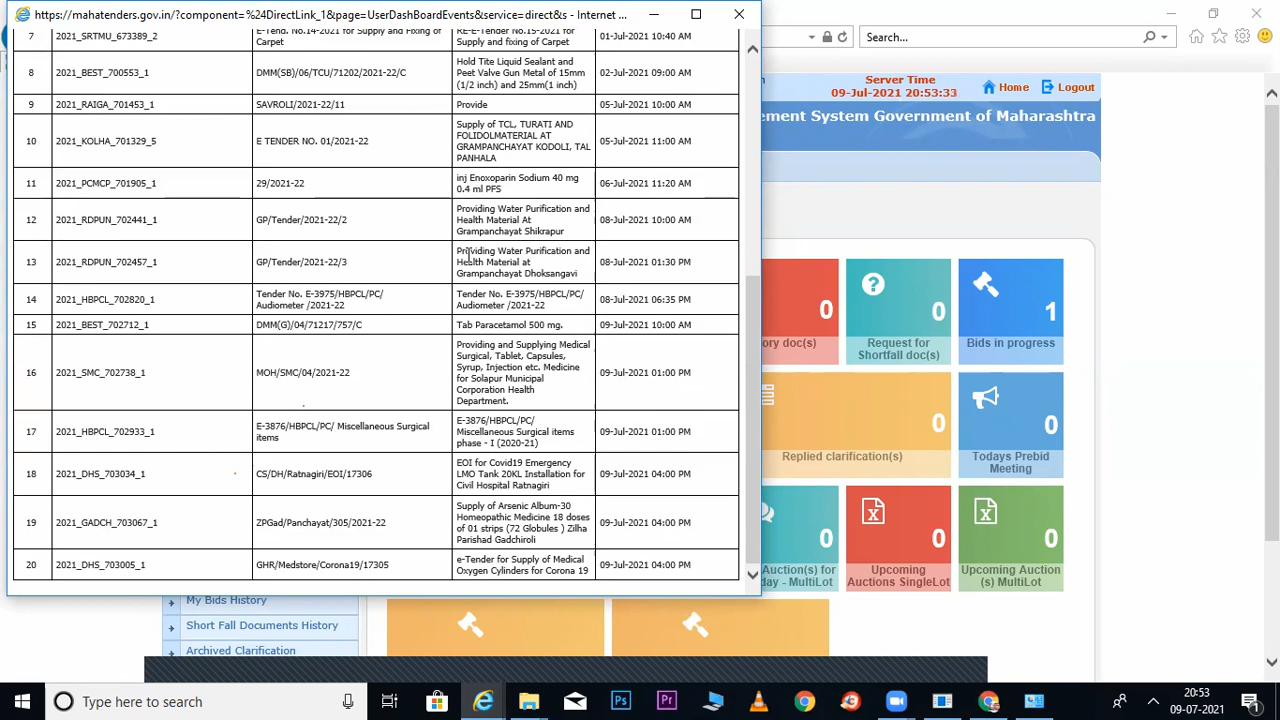 https://mahatenders.gov.in/?component=%24DirectLink_1&page=UserDashBoardEvents&service=direct&s - Internet ...
7 2021_SRTMU_673389_2 E-Tend. No.14-2021 for Supply and Fixing of Carpet RE-E-Tender No.15-2021 for Supply and fixing of Carpet 01-Jul-2021 10:40 AM
8 2021_BEST_700553_1 DMM(SB)/06/TCU/71202/2021-22/C Hold Tite Liquid Sealant and Peet Valve Gun Metal of 15mm (1/2 inch) and 25mm(1 inch) 02-Jul-2021 09:00 AM
9 2021_RAIGA_701453_1 SAVROLI/2021-22/11 Provide 05-Jul-2021 10:00 AM
10 2021_KOLHA_701329_5 E TENDER NO. 01/2021-22 Supply of TCL, TURATI AND FOLIDOLMATERIAL AT GRAMPANCHAYAT KODOLI, TAL PANHALA 05-Jul-2021 11:00 AM
11 2021_PCMCP_701905_1 29/2021-22 inj Enoxoparin Sodium 40 mg 0.4 ml PFS 06-Jul-2021 11:20 AM
12 2021_RDPUN_702441_1 GP/Tender/2021-22/2 Providing Water Purification and Health Material At Grampanchayat Shikrapur 08-Jul-2021 10:00 AM
13 2021_RDPUN_702457_1 GP/Tender/2021-22/3 Providing Water Purification and Health Material at Grampanchayat Dhoksangavi 08-Jul-2021 01:30 PM
14 2021_HBPCL_702820_1 Tender No. E-3975/HBPCL/PC/ Audiometer /2021-22 Tender No. E-3975/HBPCL/PC/ Audiometer /2021-22 08-Jul-2021 06:35 PM
15 2021_BEST_702712_1 DMM(G)/04/71217/757/C Tab Paracetamol 500 mg. 09-Jul-2021 10:00 AM
16 2021_SMC_702738_1 MOH/SMC/04/2021-22 Providing and Supplying Medical Surgical, Tablet, Capsules, Syrup, Injection etc. Medicine for Solapur Municipal Corporation Health Department. 09-Jul-2021 01:00 PM
17 2021_HBPCL_702933_1 E-3876/HBPCL/PC/ Miscellaneous Surgical items E-3876/HBPCL/PC/ Miscellaneous Surgical items phase - I (2020-21) 09-Jul-2021 01:00 PM
18 2021_DHS_703034_1 CS/DH/Ratnagiri/EOI/17306 EOI for Covid19 Emergency LMO Tank 20KL Installation for Civil Hospital Ratnagiri 09-Jul-2021 04:00 PM
19 2021_GADCH_703067_1 ZPGad/Panchayat/305/2021-22 Supply of Arsenic Album-30 Homeopathic Medicine 18 doses of 01 strips (72 Globules ) Zilha Parishad Gadchiroli 09-Jul-2021 04:00 PM
20 2021_DHS_703005_1 GHR/Medstore/Corona19/17305 e-Tender for Supply of Medical Oxygen Cylinders for Corona 19 09-Jul-2021 04:00 PM
Search...
Server Time
09-Jul-2021 20:53:33
Home Logout
ement System Government of Maharashtra
0 0 1
ory doc(s) Request for Shortfall doc(s) Bids in progress
0 0
Replied clarification(s) Todays Prebid Meeting
0 0 0
Auction(s) for day - MultiLot Upcoming Auctions SingleLot Upcoming Auction (s) MultiLot
My Bids History
Short Fall Documents History
Archived Clarification
Type here to search
Ps Pr
20:53
09-07-2021
1